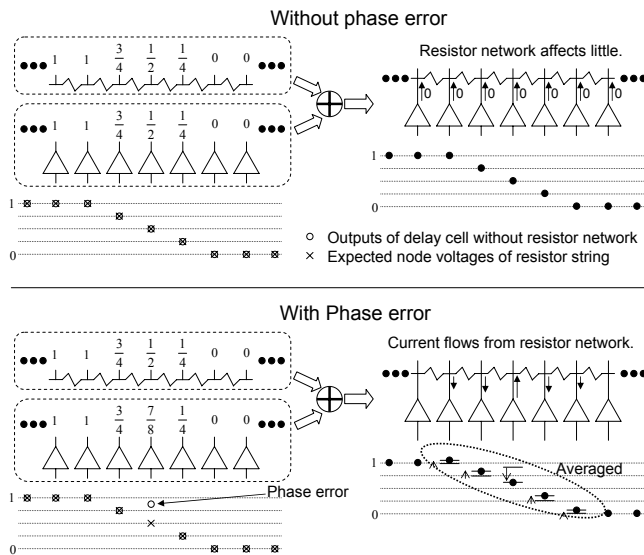 Without phase error
1 1 3/4 1/2 1/4 0 0
1 1 3/4 1/2 1/4 0 0
1
0
Resistor network affects little.
0 0 0 0 0 0 0
1
0
○ Outputs of delay cell without resistor network
× Expected node voltages of resistor string
With Phase error
1 1 3/4 1/2 1/4 0 0
1 1 3/4 7/8 1/4 0 0
Phase error
1
0
Current flows from resistor network.
Averaged
1
0